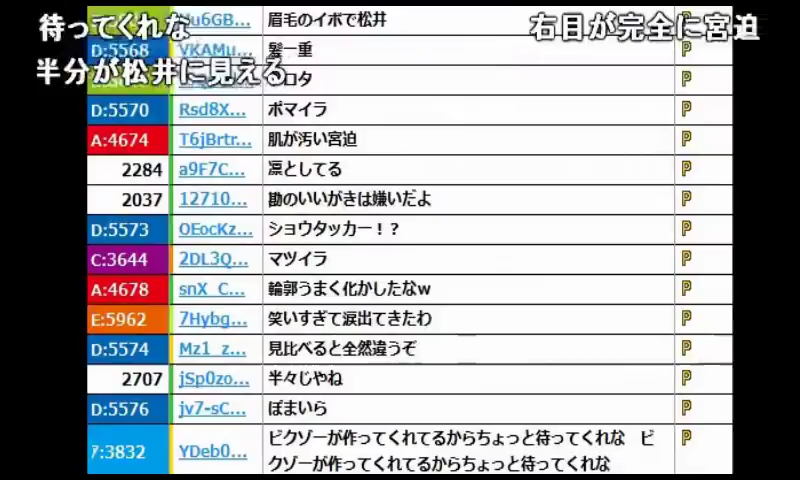 待ってくれな
右目が完全に宮迫
半分が松井に見える
眉毛のイボで松井 P
D:5568 VKAMu... 髪一重 P
P
D:5570 Rsd8X... ポマイラ P
A:4674 T6jBrtr... 肌が汚い宮迫 P
2284 a9F7C... 凛としてる P
2037 12710... 勘のいいがきは嫌いだよ P
D:5573 OEocKz... ショウタッカー！？ P
C:3644 2DL3Q... マツイラ P
A:4678 snX_C... 輪郭うまく化かしたなw P
E:5962 7Hybg... 笑いすぎて涙出てきたわ P
D:5574 Mz1_z... 見比べると全然違うぞ P
2707 jSp0zo... 半々じゃね P
D:5576 jv7-sC... ぽまいら P
7:3832 YDeb0... ピクゾーが作ってくれてるからちょっと待ってくれな　ピ P
クゾーが作ってくれてるからちょっと待ってくれな